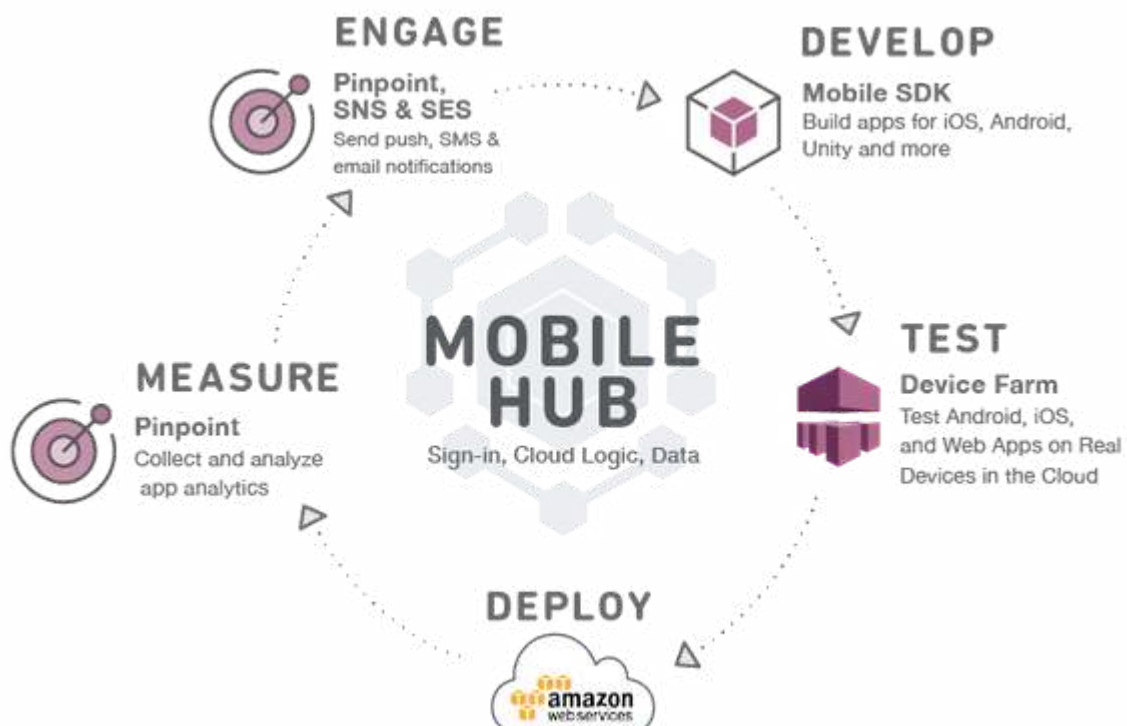 ENGAGE
Pinpoint,
SNS & SES
Send push, SMS &
email notifications
DEVELOP
Mobile SDK
Build apps for iOS, Android,
Unity and more
TEST
Device Farm
Test Android, iOS,
and Web Apps on Real
Devices in the Cloud
DEPLOY
amazon
webservices
MEASURE
Pinpoint
Collect and analyze
app analytics
MOBILE
HUB
Sign-in, Cloud Logic, Data